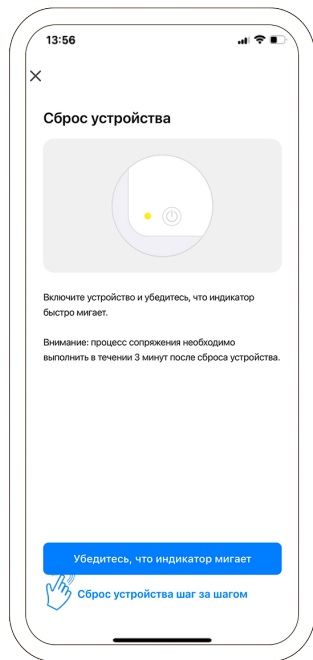 13:56
Сброс устройства
Включите устройство и убедитесь, что индикатор
быстро мигает.
Внимание: процесс сопряжения необходимо
выполнить в течении 3 минут после сброса устройства.
Убедитесь, что индикатор мигает
Сброс устройства шаг за шагом